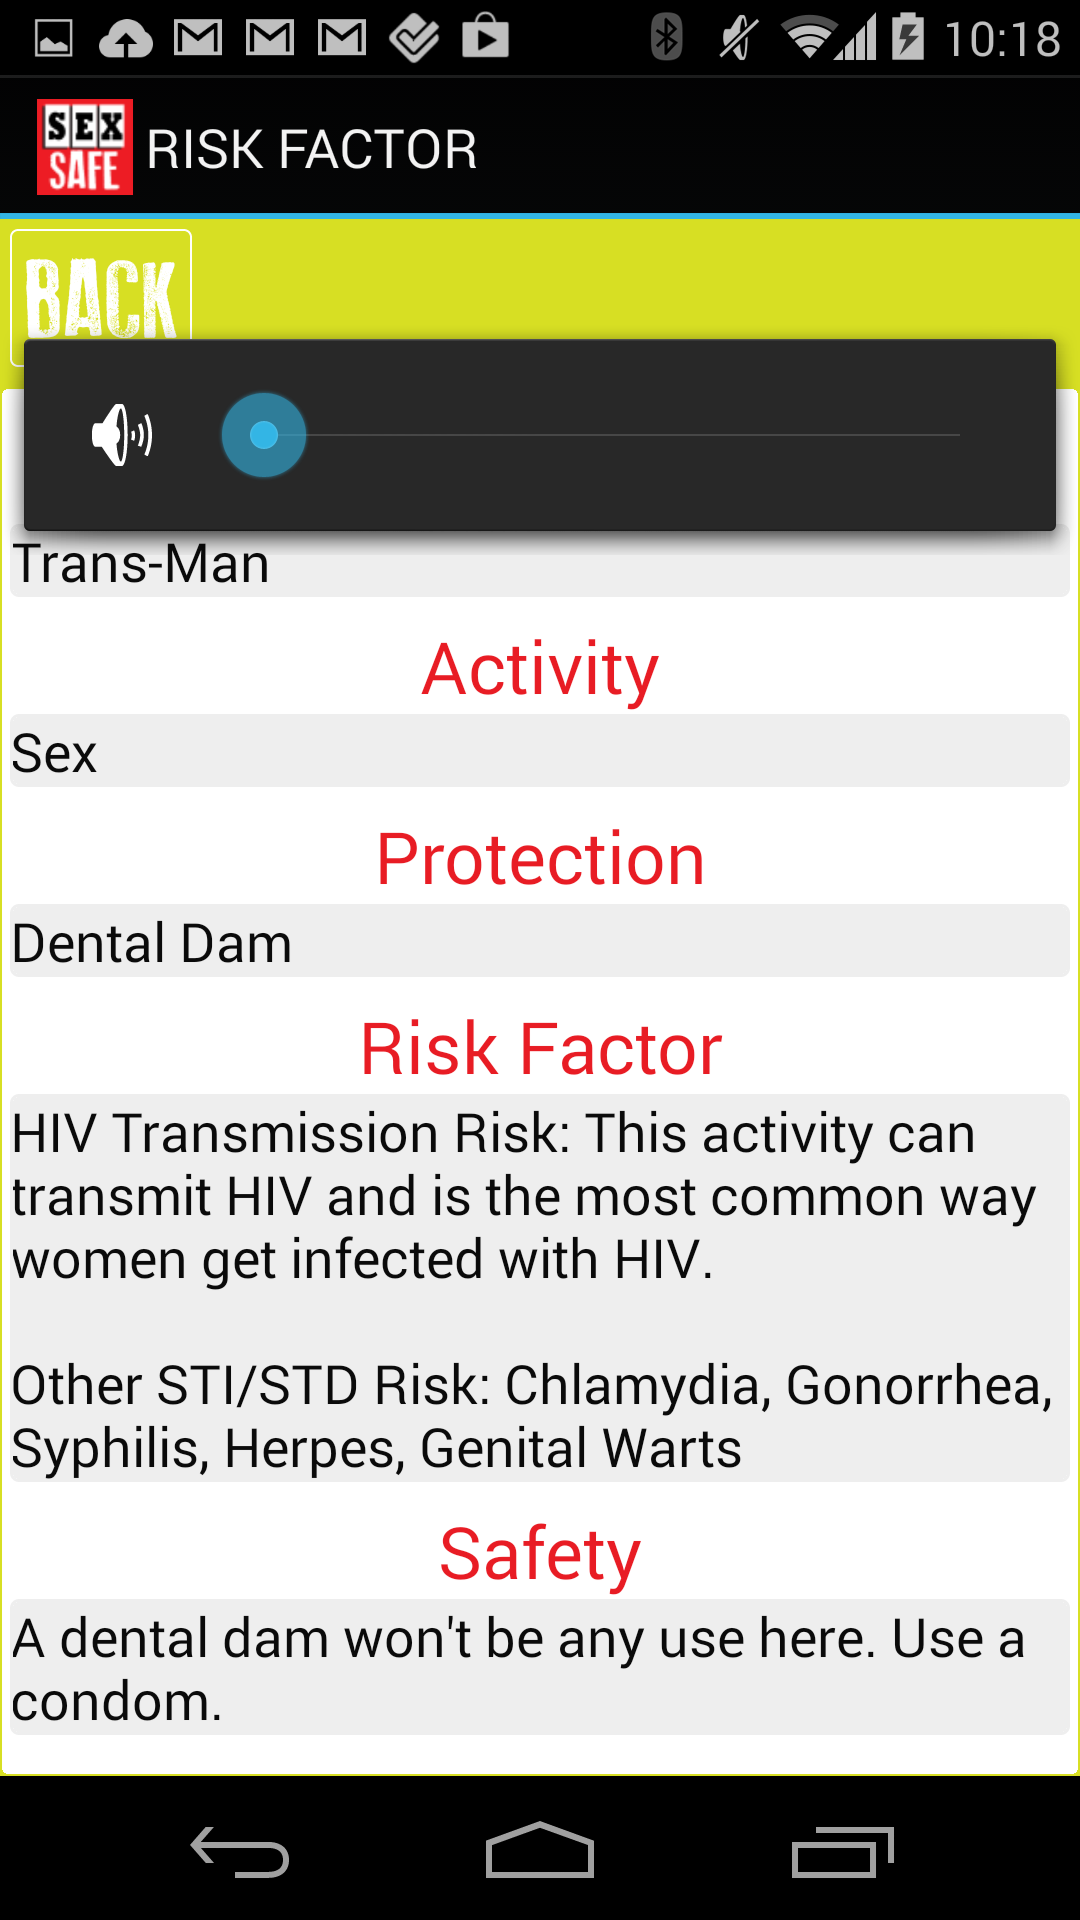 10:18
SEX
SAFE
RISK FACTOR
BACK
Trans-Man
Activity
Sex
Protection
Dental Dam
Risk Factor
HIV Transmission Risk: This activity can
transmit HIV and is the most common way
women get infected with HIV.
Other STI/STD Risk: Chlamydia, Gonorrhea,
Syphilis, Herpes, Genital Warts
Safety
A dental dam won't be any use here. Use a
condom.